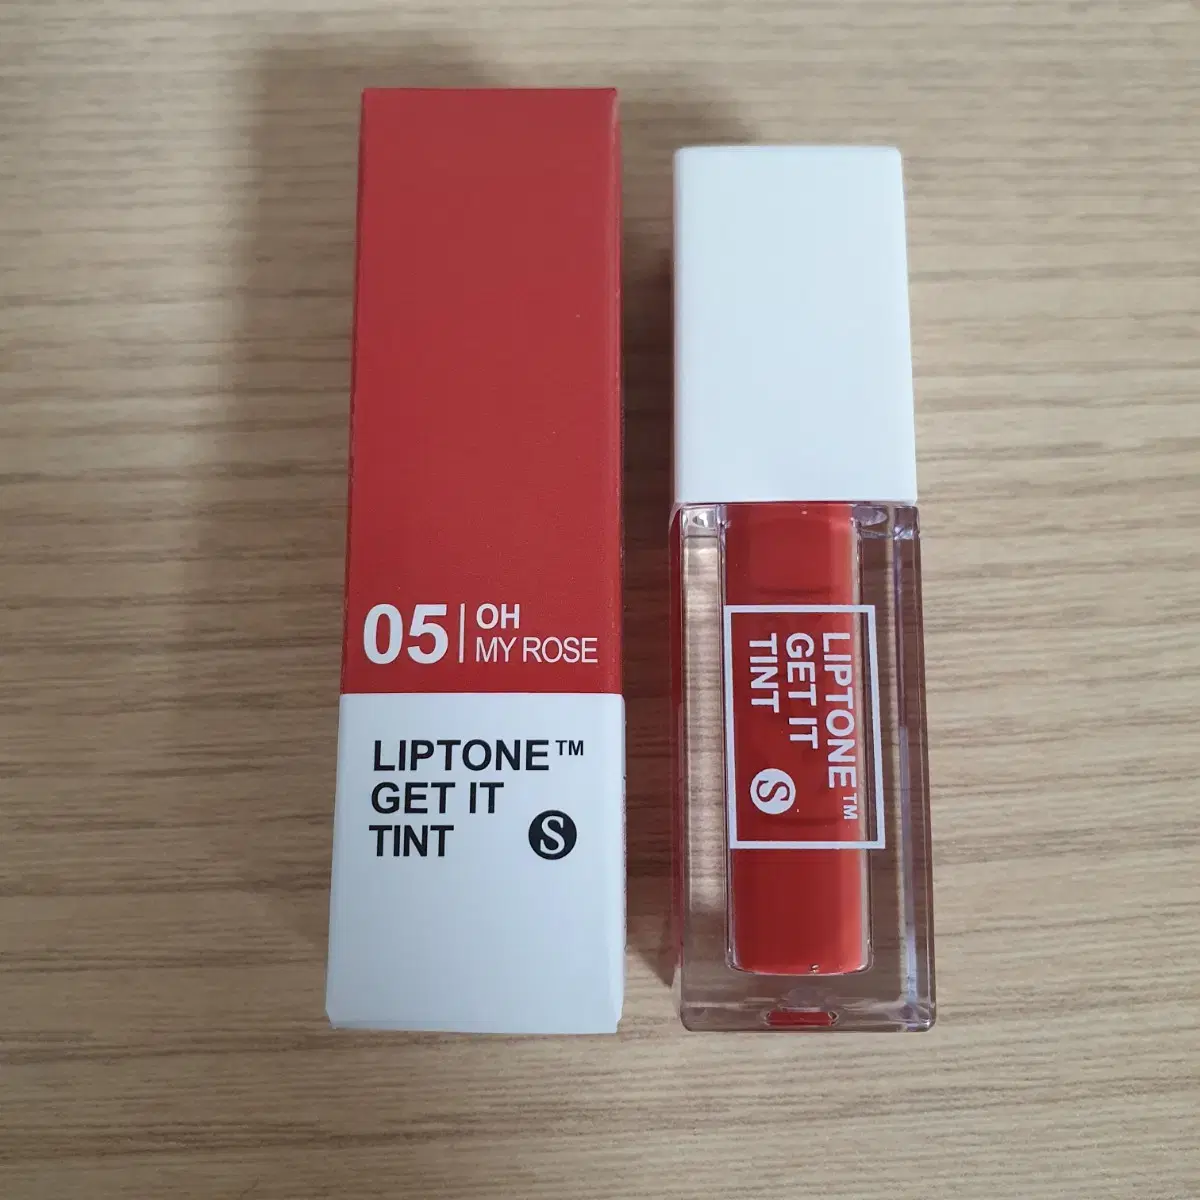 05 OH
MY ROSE
LIPTONE™
GET IT
TINT S
LIPTONE™
GET IT
TINT S